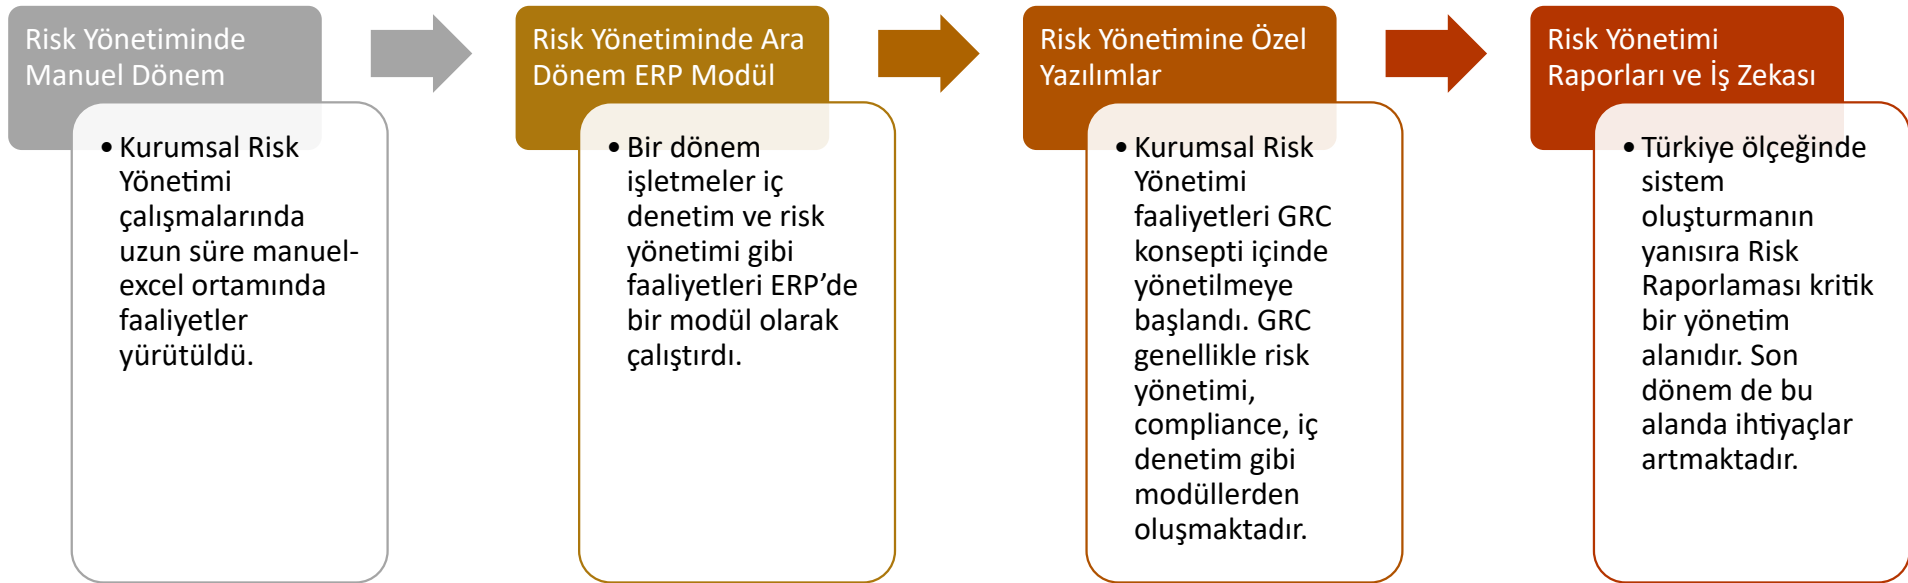 Risk Yönetiminde
Manuel Dönem
• Kurumsal Risk
Yönetimi
çalışmalarında
uzun süre manuel-
excel ortamında
faaliyetler
yürütüldü.
Risk Yönetiminde Ara
Dönem ERP Modül
• Bir dönem
işletmeler iç
denetim ve risk
yönetimi gibi
faaliyetleri ERP’de
bir modül olarak
çalıştırdı.
Risk Yönetimine Özel
Yazılımlar
• Kurumsal Risk
Yönetimi
faaliyetleri GRC
konsepti içinde
yönetilmeye
başlandı. GRC
genellikle risk
yönetimi,
compliance, iç
denetim gibi
modüllerden
oluşmaktadır.
Risk Yönetimi
Raporları ve İş Zekası
• Türkiye ölçeğinde
sistem
oluşturmanın
yanısıra Risk
Raporlaması kritik
bir yönetim
alanıdır. Son
dönem de bu
alanda ihtiyaçlar
artmaktadır.